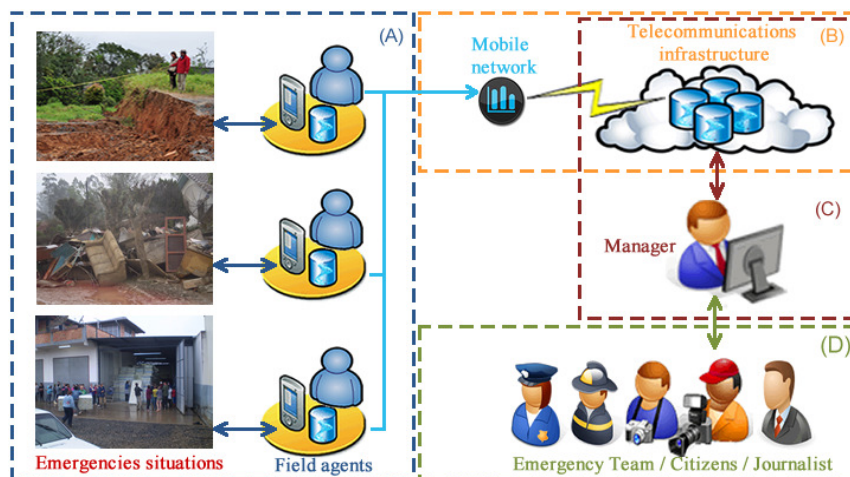 (A)
Mobile
network
Telecommunications
infrastructure
(B)
(C)
Manager
(D)
Emergencies situations
Field agents
Emergency Team / Citizens / Journalist